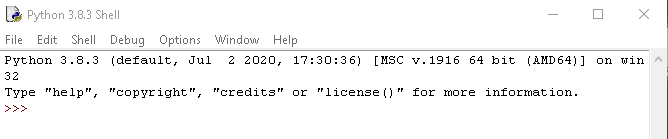 Python 3.8.3 Shell
File Edit Shell Debug Options Window Help
Python 3.8.3 (default, Jul  2 2020, 17:30:36) [MSC v.1916 64 bit (AMD64)] on win
32
Type "help", "copyright", "credits" or "license()" for more information.
>>>